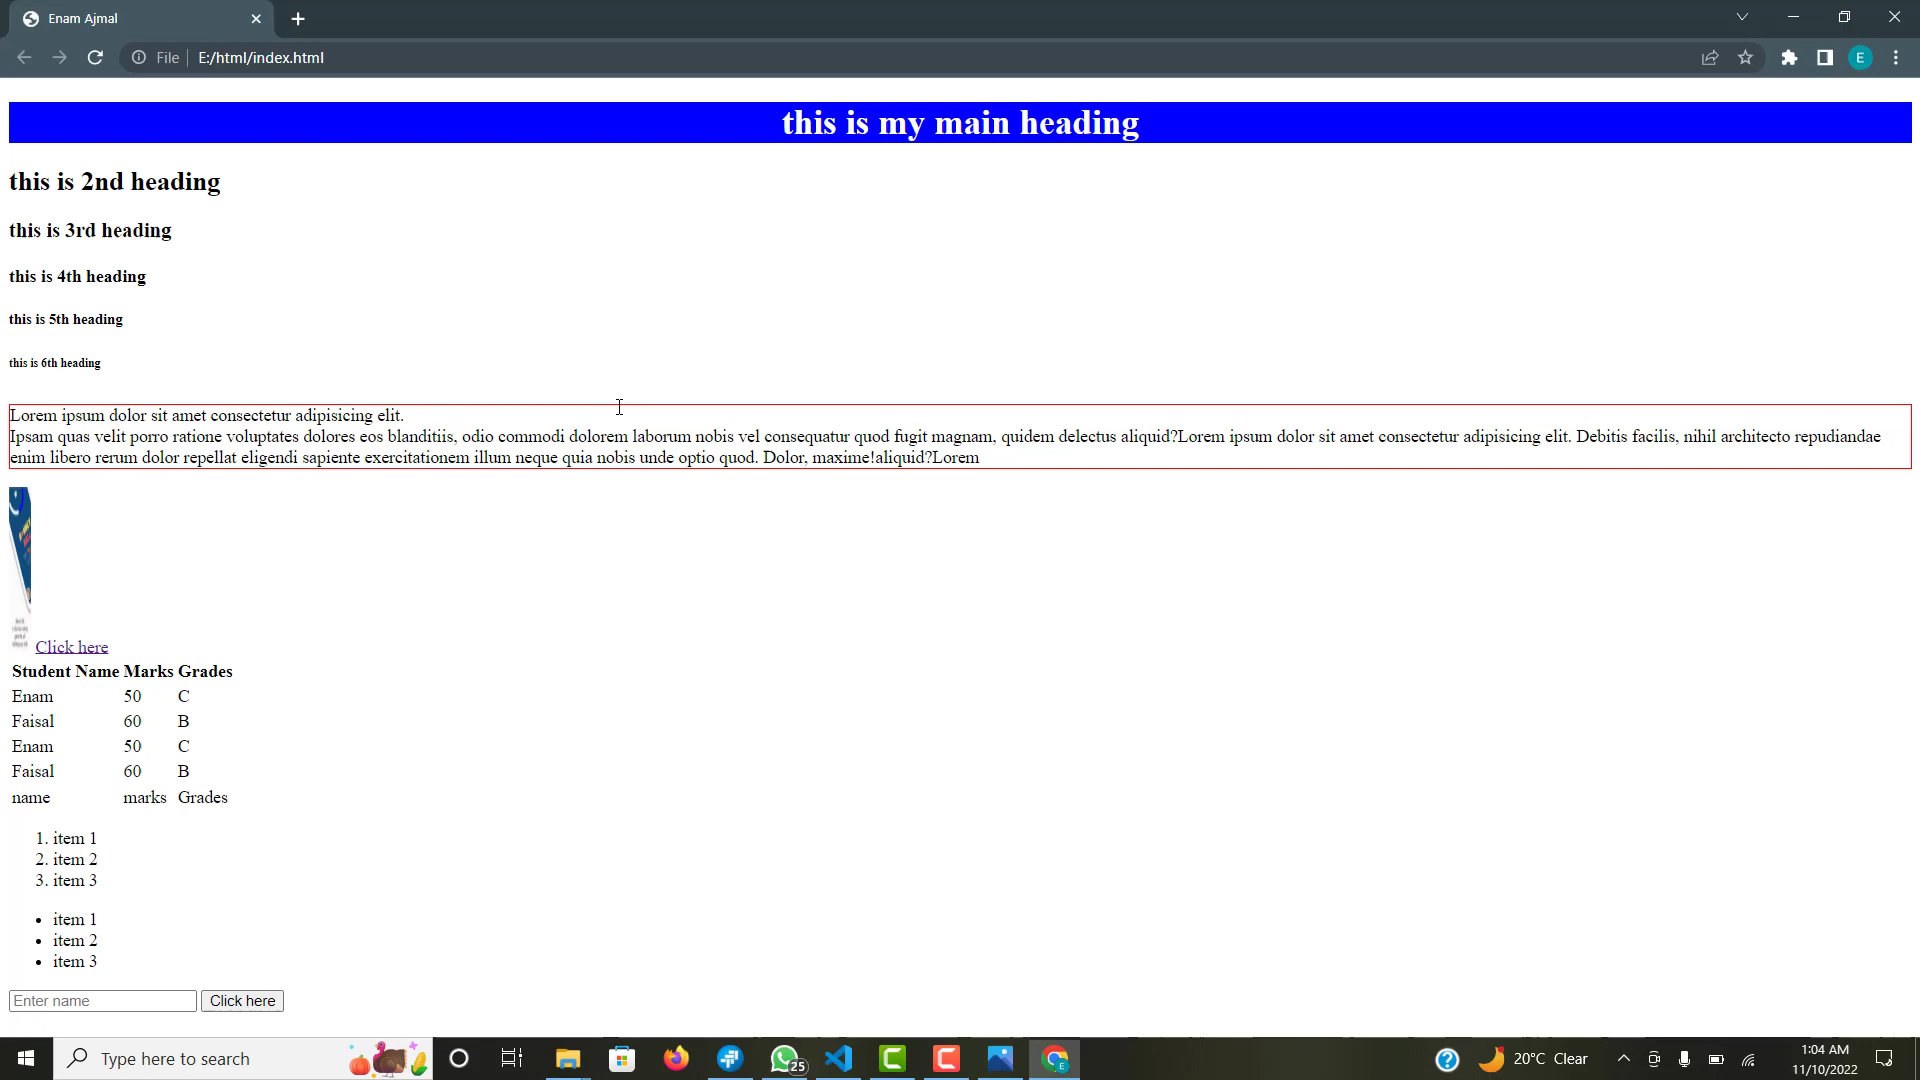 Enam Ajmal
File E:/html/index.html
E
this is my main heading
this is 2nd heading
this is 3rd heading
this is 4th heading
this is 5th heading
this is 6th heading
Lorem ipsum dolor sit amet consectetur adipisicing elit.
Ipsam quas velit porro ratione voluptates dolores eos blanditiis, odio commodi dolorem laborum nobis vel consequatur quod fugit magnam, quidem delectus aliquid?Lorem ipsum dolor sit amet consectetur adipisicing elit. Debitis facilis, nihil architecto repudiandae
enim libero rerum dolor repellat eligendi sapiente exercitationem illum neque quia nobis unde optio quod. Dolor, maxime!aliquid?Lorem
Click here
Student Name Marks Grades
Enam 50 C
Faisal 60 B
Enam 50 C
Faisal 60 B
name marks Grades
1. item 1
2. item 2
3. item 3
• item 1
• item 2
• item 3
Enter name Click here
Type here to search 25 E 20°C Clear 1:04 AM
11/10/2022